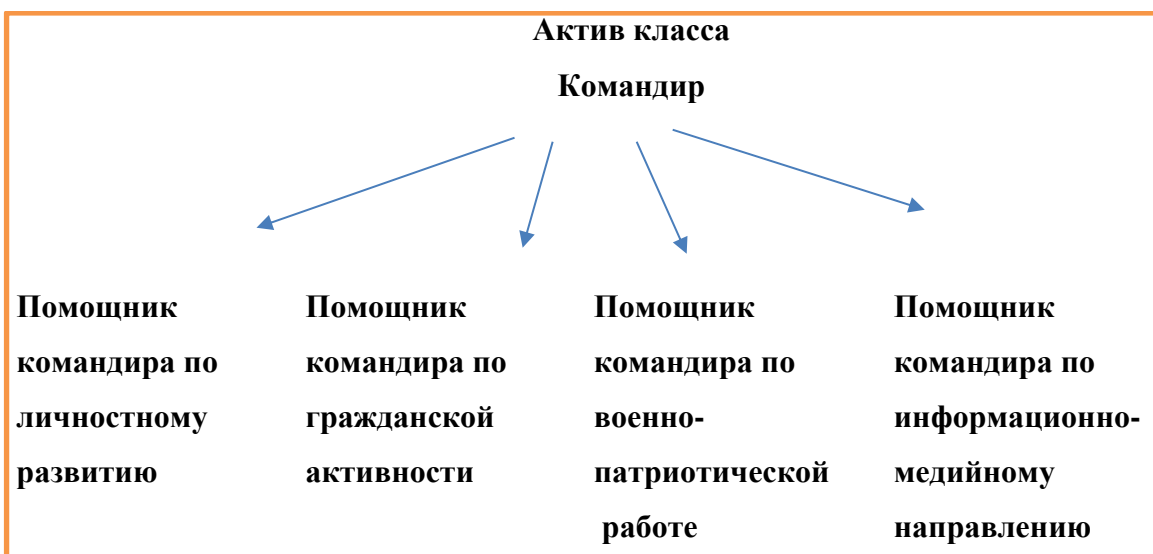 Актив класса
Командир
Помощник
командира по
личностному
развитию
Помощник
командира по
гражданской
активности
Помощник
командира по
военно-
патриотической
работе
Помощник
командира по
информационно-
медийному
направлению